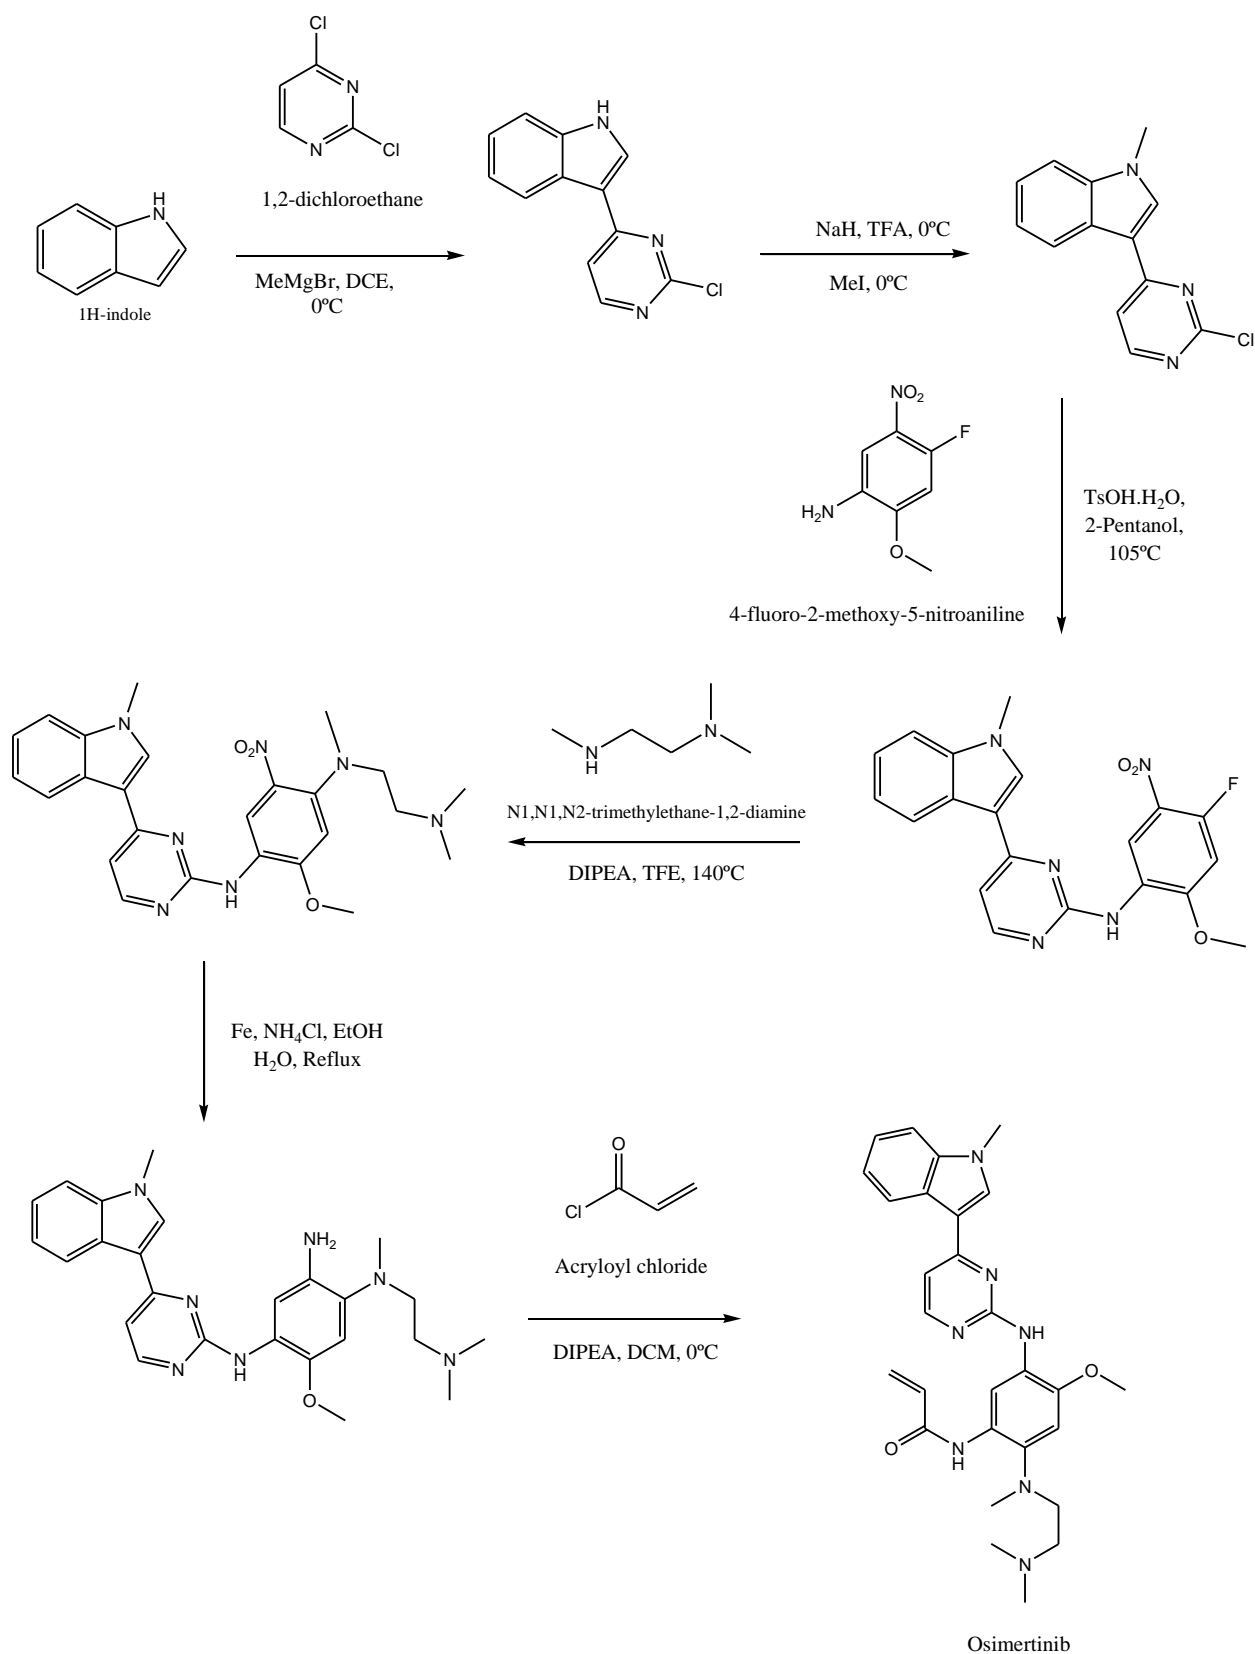 Cl
N
N
Cl
1,2-dichloroethane
H
N
1H-indole
MeMgBr, DCE,
0ºC
H
N
N
N
Cl
NaH, TFA, 0ºC
MeI, 0ºC
N
N
N
Cl
NO2
F
H2N
O
4-fluoro-2-methoxy-5-nitroaniline
TsOH.H2O,
2-Pentanol,
105ºC
N
O2N
F
N
N
N
H
O
N
H
N
N1,N1,N2-trimethylethane-1,2-diamine
DIPEA, TFE, 140ºC
N
O2N
N
N
N
N
N
H
O
Fe, NH4Cl, EtOH
H2O, Reflux
N
NH2
N
N
N
N
N
H
O
O
Cl
Acryloyl chloride
DIPEA, DCM, 0ºC
N
N
N
NH
O
O
N
H
N
N
Osimertinib